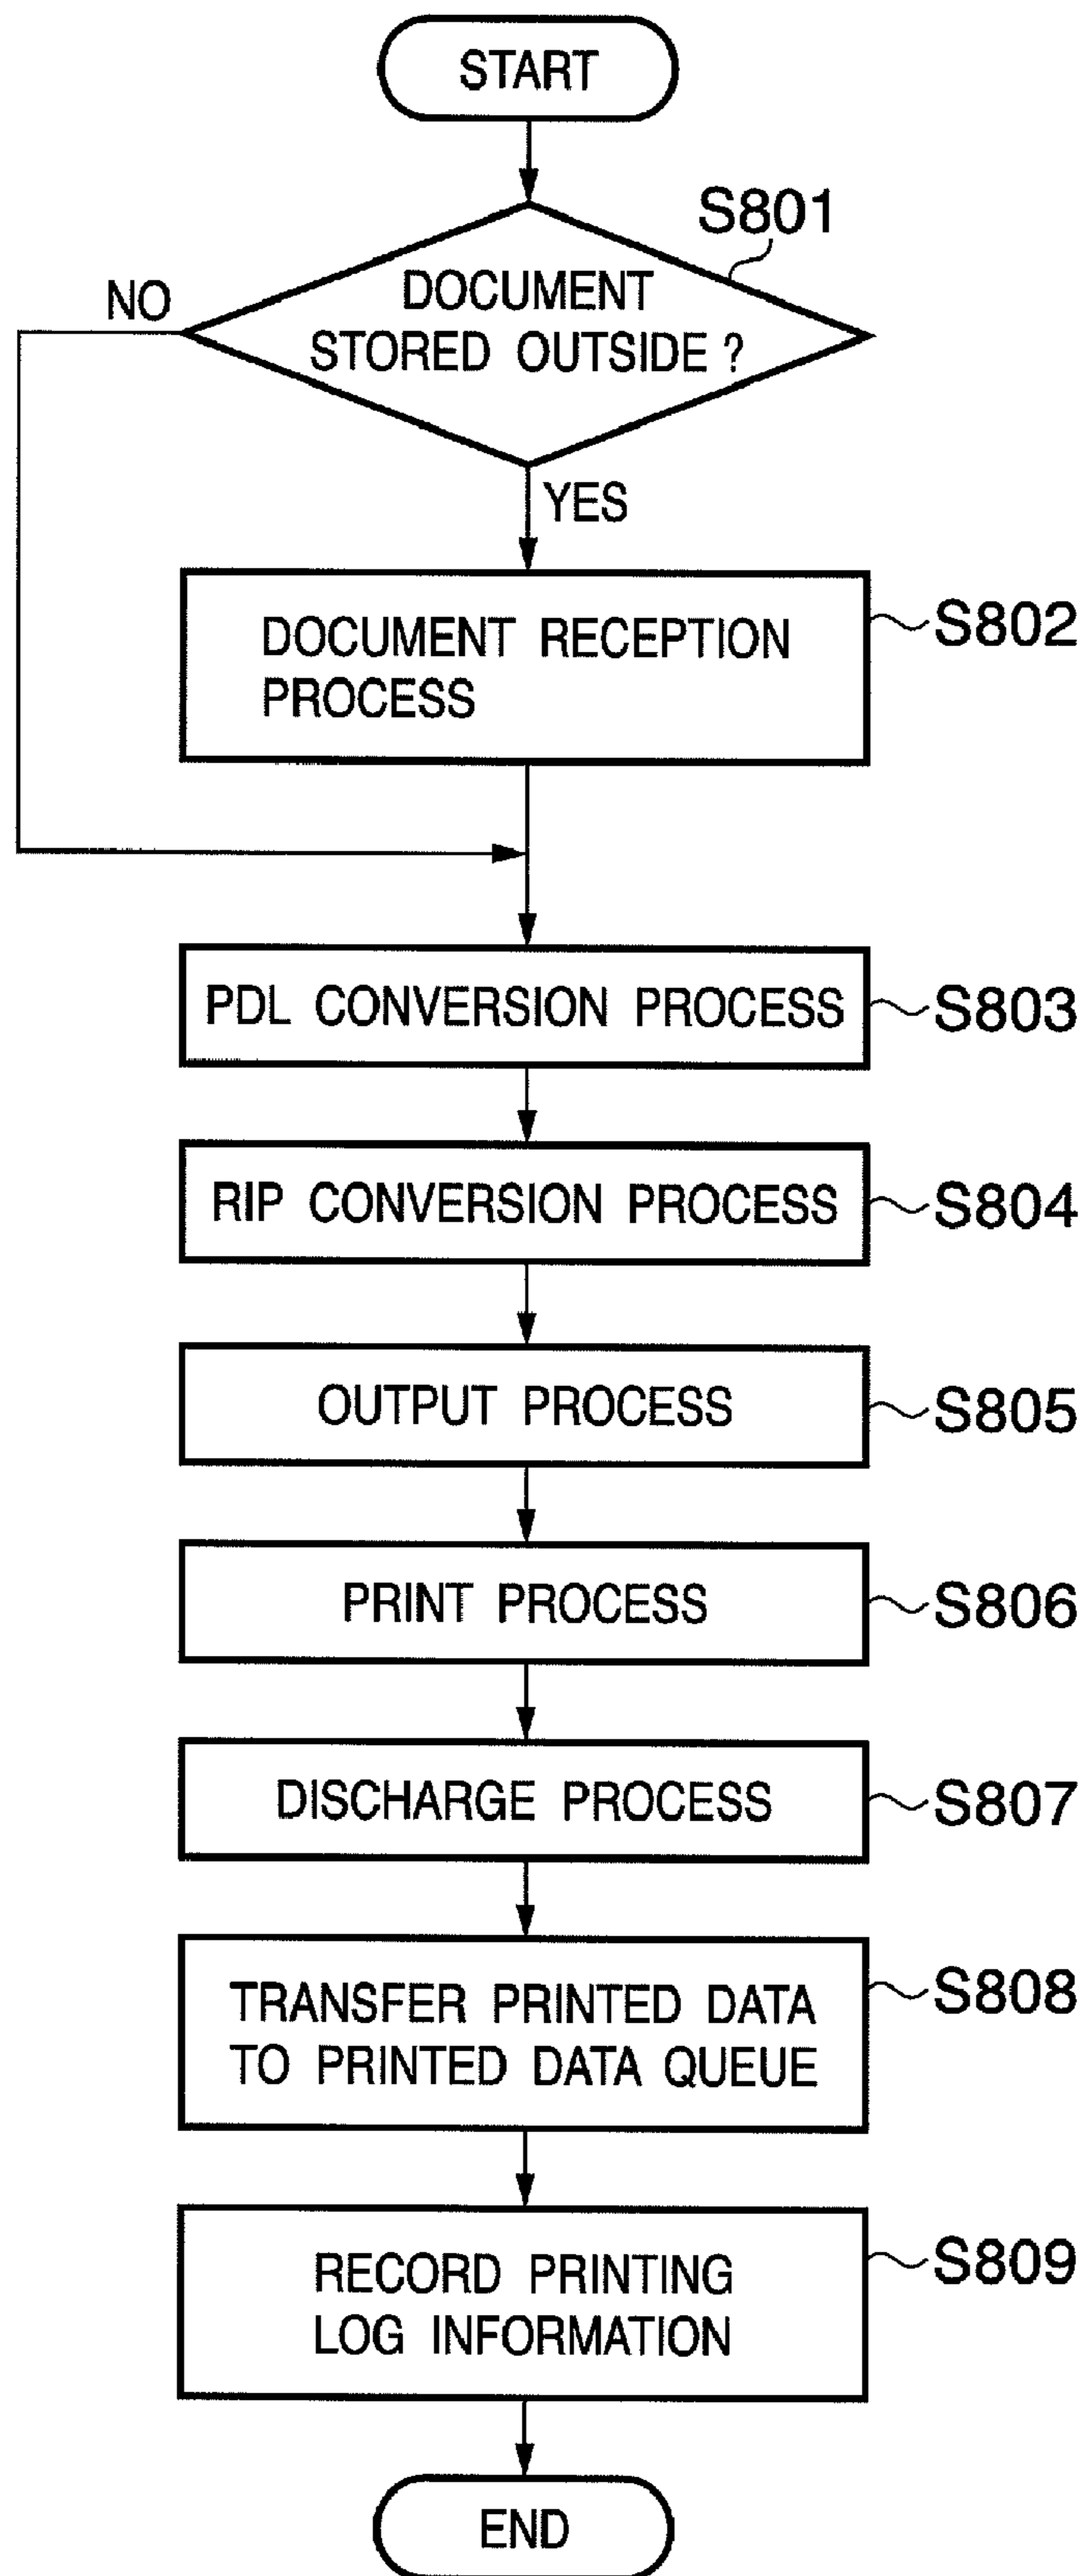 START
S801
DOCUMENT
STORED OUTSIDE ?
NO
YES
DOCUMENT RECEPTION
PROCESS
S802
PDL CONVERSION PROCESS
S803
RIP CONVERSION PROCESS
S804
OUTPUT PROCESS
S805
PRINT PROCESS
S806
DISCHARGE PROCESS
S807
TRANSFER PRINTED DATA
TO PRINTED DATA QUEUE
S808
RECORD PRINTING
LOG INFORMATION
S809
END